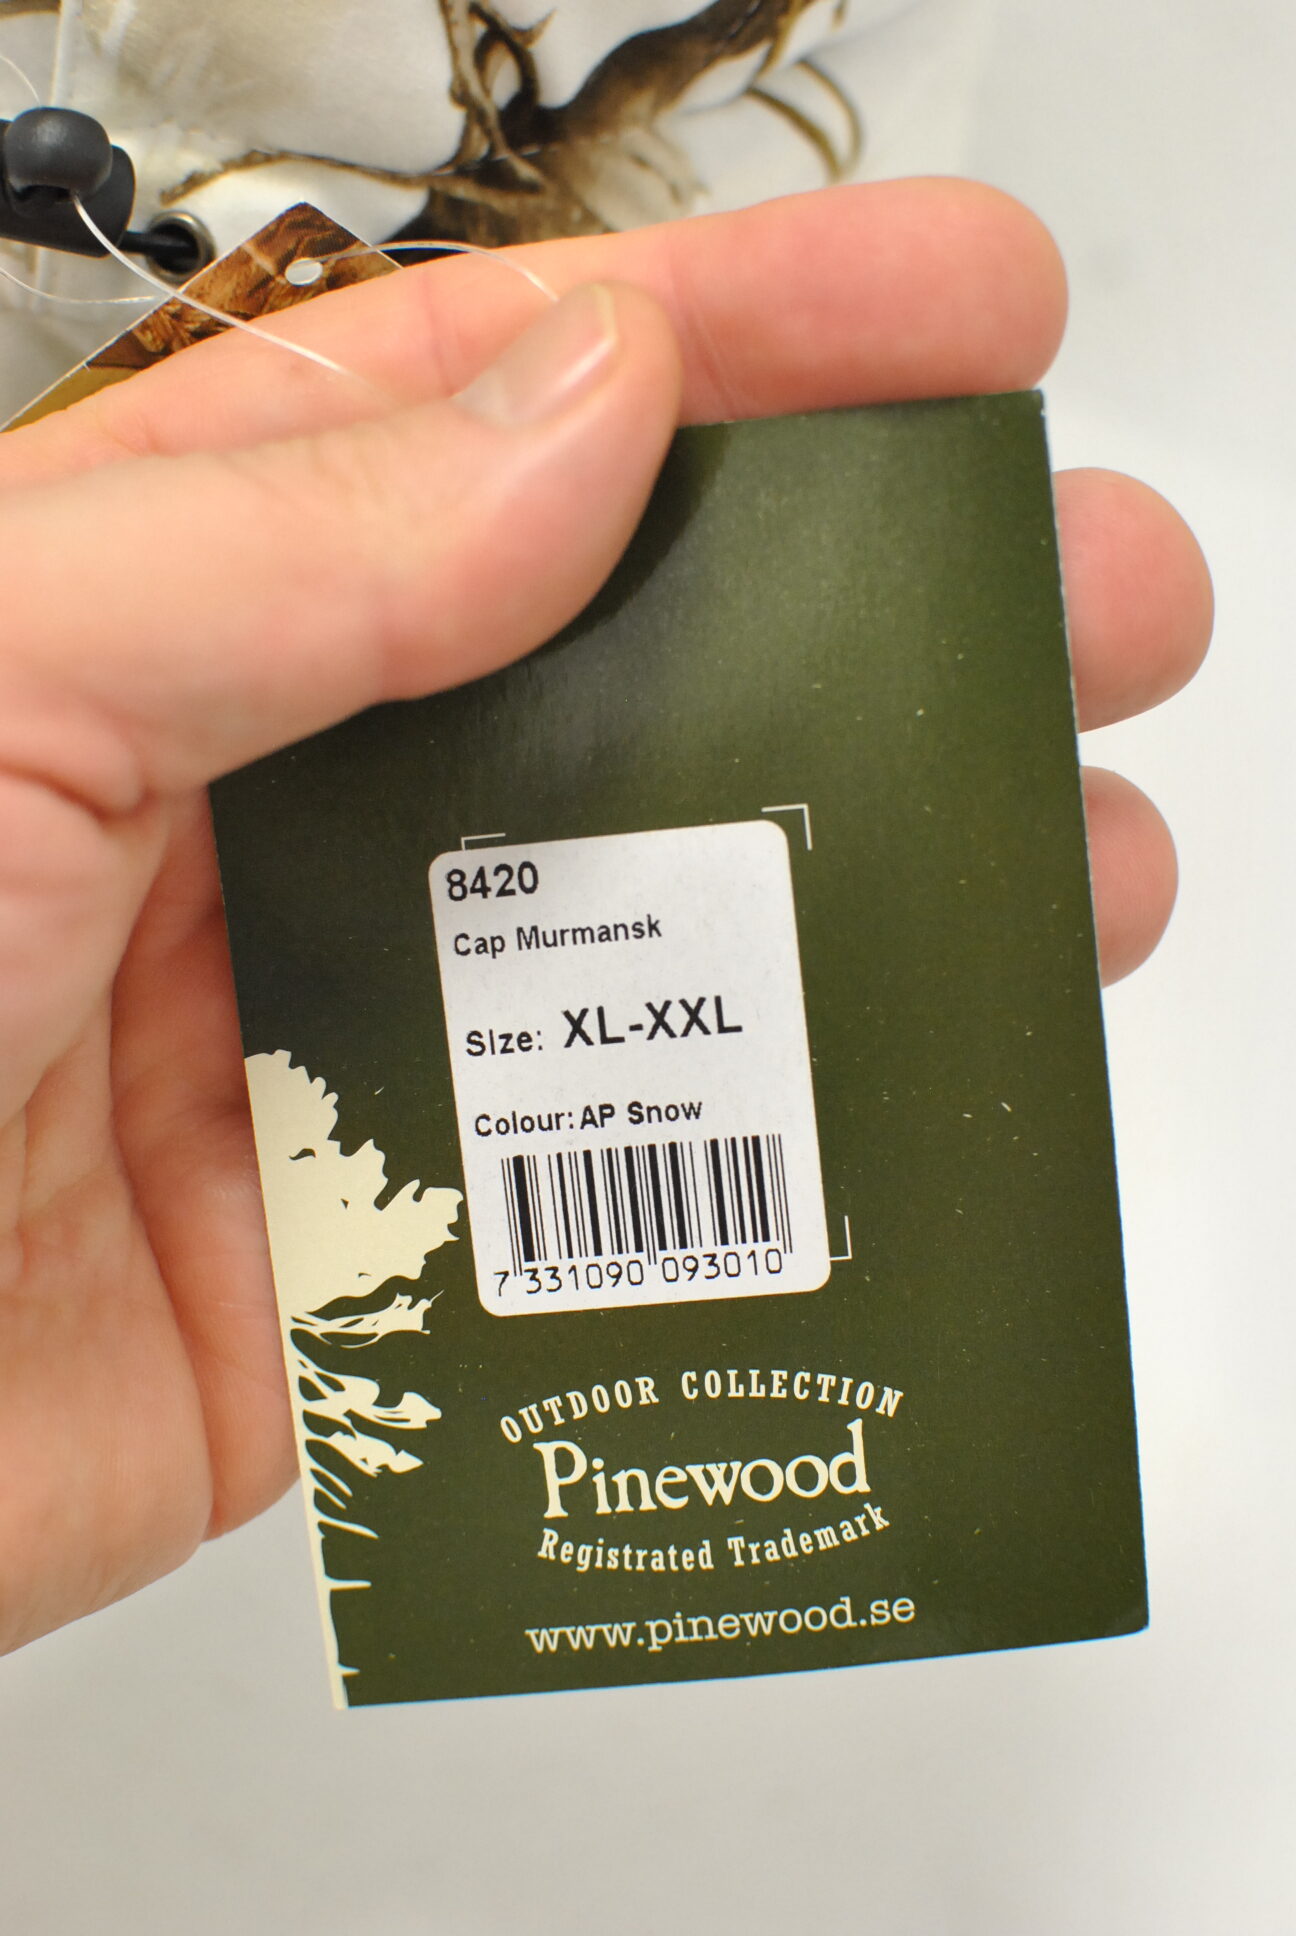 8420
Cap Murmansk
Size: XL-XXL
Colour: AP Snow
7 331090 093010
OUTDOOR COLLECTION
Pinewood
Registrated Trademark
www.pinewood.se